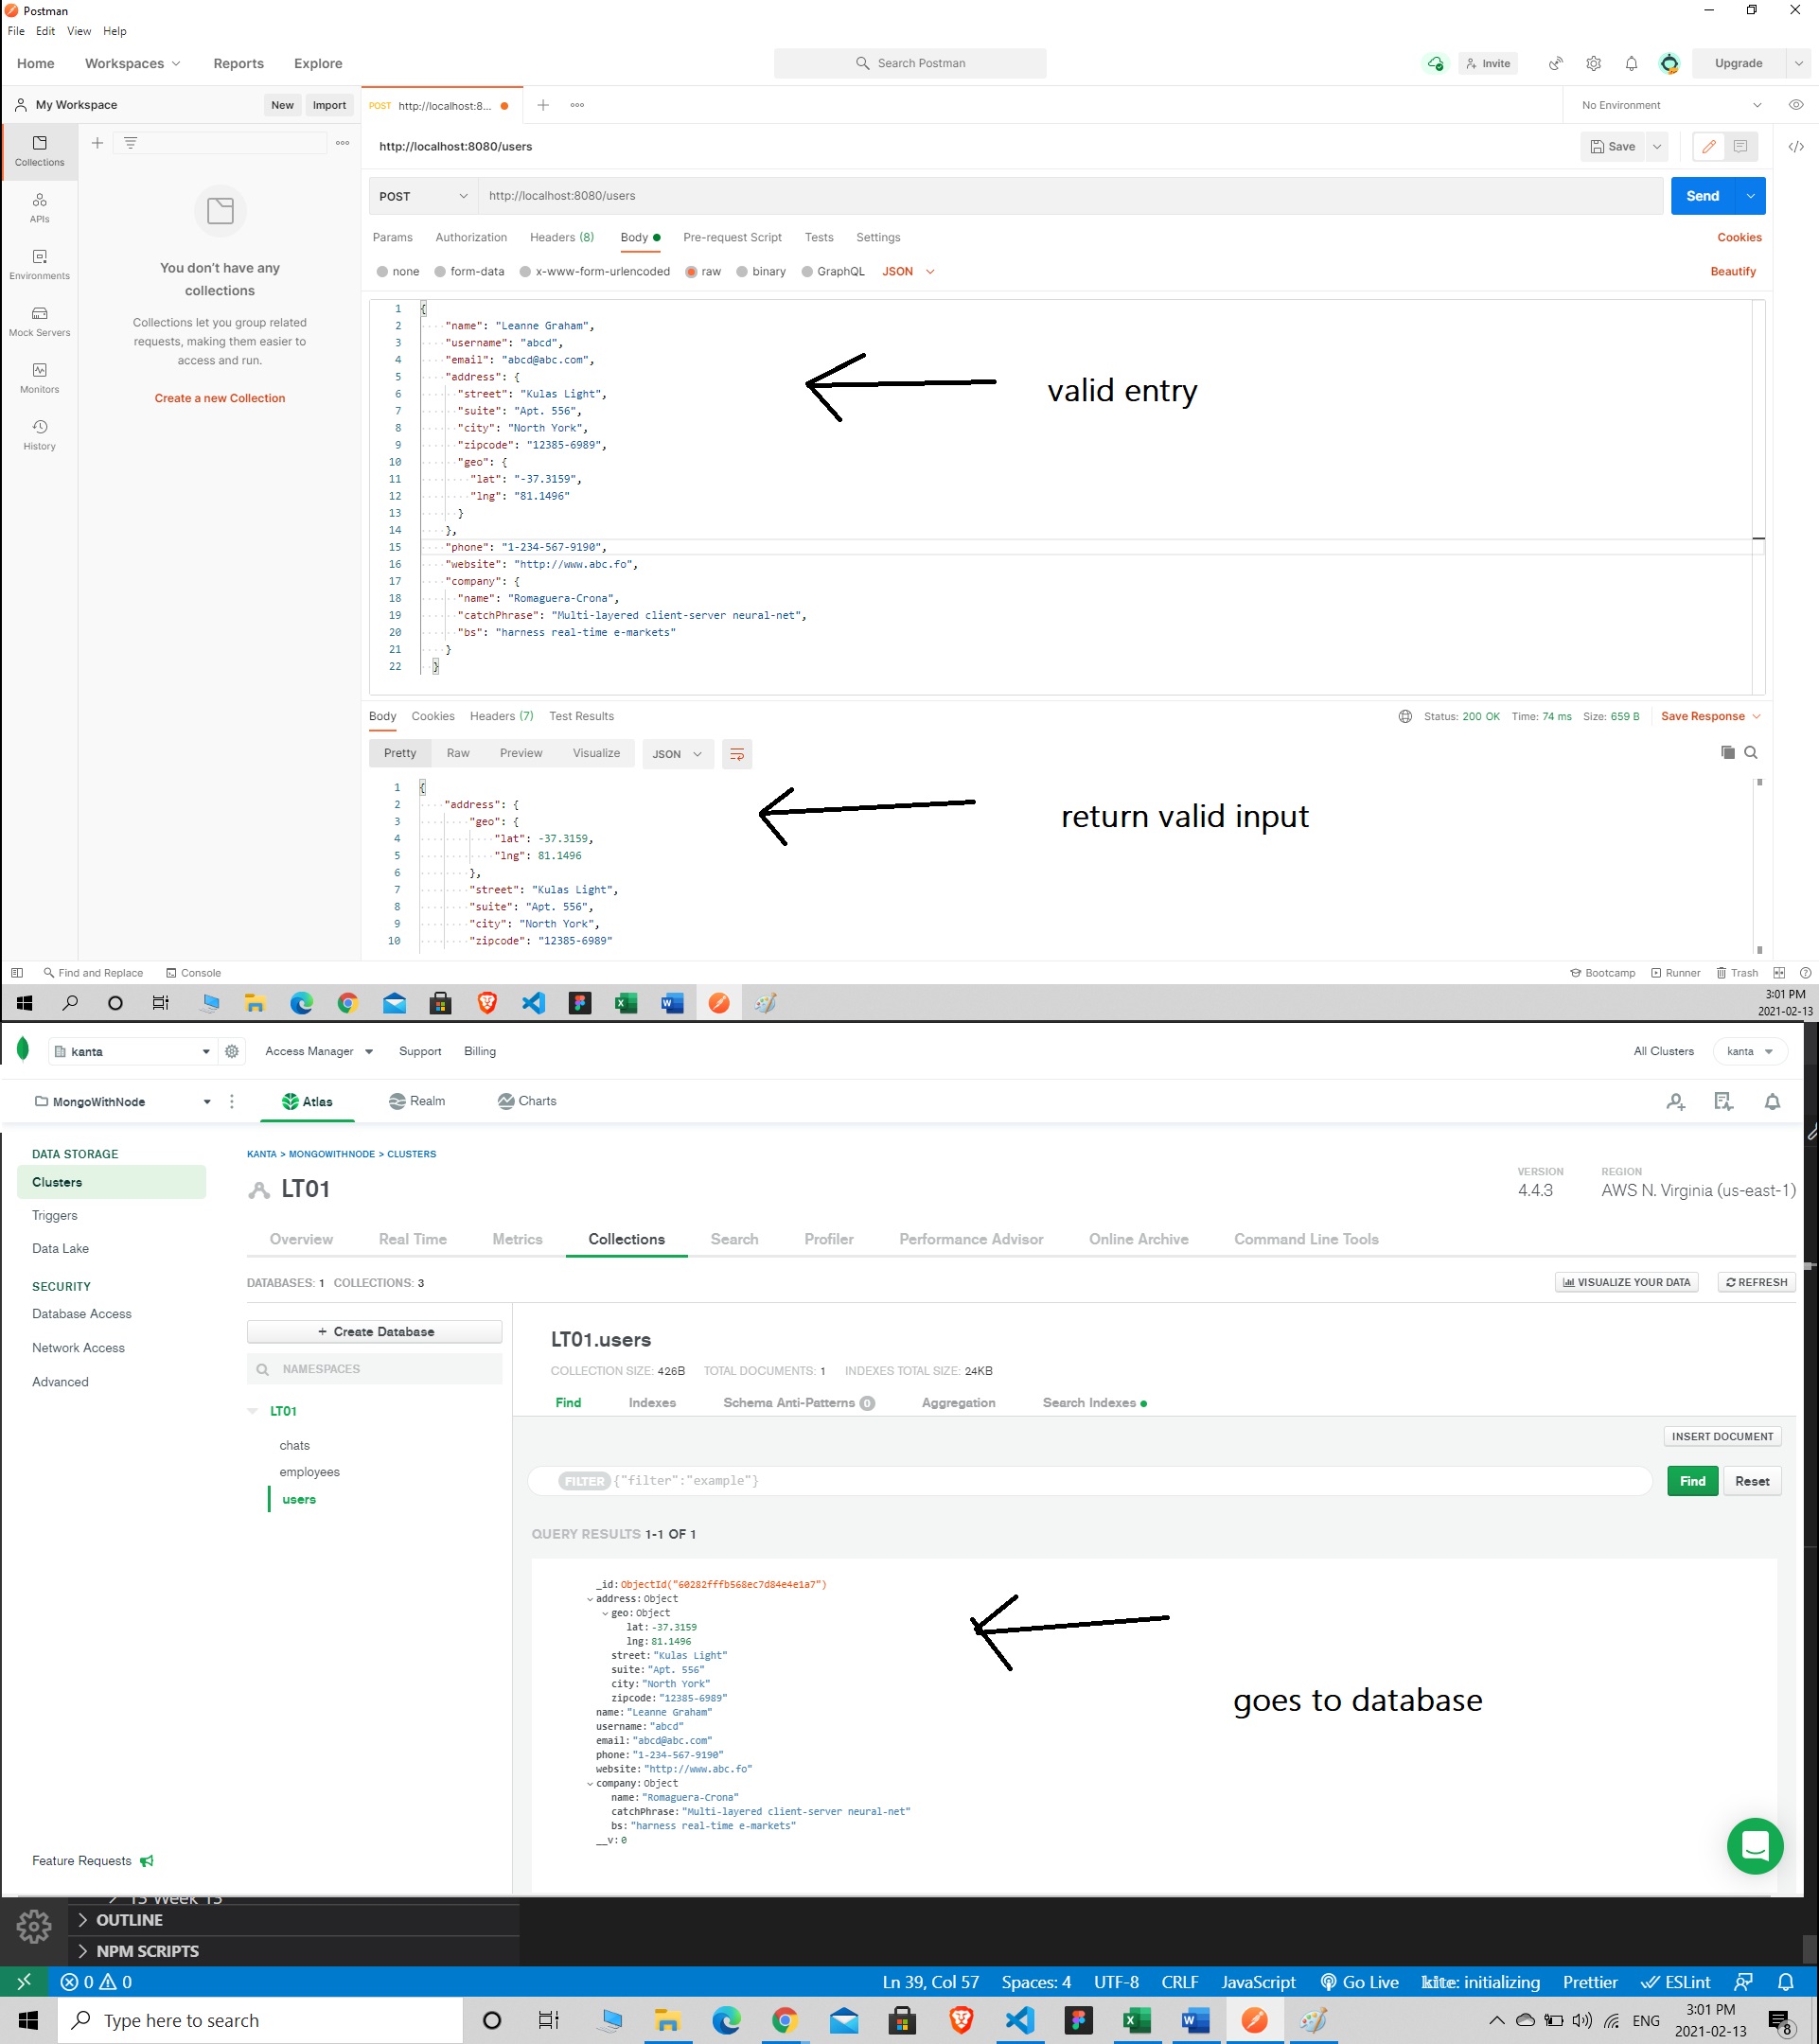 Postman
File Edit View Help
Home Workspaces Reports Explore
Search Postman
Invite
Upgrade
My Workspace
New Import
POST http://localhost:8...
No Environment
Collections
APIs
Environments
Mock Servers
Monitors
History
You don't have any
collections
Collections let you group related
requests, making them easier to
access and run.
Create a new Collection
http://localhost:8080/users
Save
POST http://localhost:8080/users
Send
Params Authorization Headers (8) Body Pre-request Script Tests Settings Cookies
none form-data x-www-form-urlencoded raw binary GraphQL JSON Beautify
1 {
2 "name": "Leanne Graham",
3 "username": "abcd",
4 "email": "abcd@abc.com",
5 "address": {
6 "street": "Kulas Light",
7 "suite": "Apt. 556",
8 "city": "North York",
9 "zipcode": "12385-6989",
10 "geo": {
11 "lat": "-37.3159",
12 "lng": "81.1496"
13 }
14 },
15 "phone": "1-234-567-9190",
16 "website": "http://www.abc.fo",
17 "company": {
18 "name": "Romaguera-Crona",
19 "catchPhrase": "Multi-layered client-server neural-net",
20 "bs": "harness real-time e-markets"
21 }
22 }
valid entry
Body Cookies Headers (7) Test Results
Status: 200 OK Time: 74 ms Size: 659 B Save Response
Pretty Raw Preview Visualize JSON
1 {
2 "address": {
3 "geo": {
4 "lat": -37.3159,
5 "lng": 81.1496
6 },
7 "street": "Kulas Light",
8 "suite": "Apt. 556",
9 "city": "North York",
10 "zipcode": "12385-6989"
return valid input
Find and Replace Console
Bootcamp Runner Trash
3:01 PM
2021-02-13
kanta Access Manager Support Billing
All Clusters kanta
MongoWithNode Atlas Realm Charts
DATA STORAGE
Clusters
Triggers
Data Lake
SECURITY
Database Access
Network Access
Advanced
Feature Requests
KANTA > MONGOWITHNODE > CLUSTERS
LT01
VERSION
4.4.3
REGION
AWS N. Virginia (us-east-1)
Overview Real Time Metrics Collections Search Profiler Performance Advisor Online Archive Command Line Tools
DATABASES: 1 COLLECTIONS: 3
VISUALIZE YOUR DATA REFRESH
+ Create Database
NAMESPACES
LT01
chats
employees
users
LT01.users
COLLECTION SIZE: 426B TOTAL DOCUMENTS: 1 INDEXES TOTAL SIZE: 24KB
Find Indexes Schema Anti-Patterns 0 Aggregation Search Indexes
INSERT DOCUMENT
FILTER {"filter":"example"}
Find Reset
QUERY RESULTS 1-1 OF 1
_id: ObjectId("60282fffb568ec7d84e4e1a7")
address: Object
geo: Object
lat: -37.3159
lng: 81.1496
street: "Kulas Light"
suite: "Apt. 556"
city: "North York"
zipcode: "12385-6989"
name: "Leanne Graham"
username: "abcd"
email: "abcd@abc.com"
phone: "1-234-567-9190"
website: "http://www.abc.fo"
company: Object
name: "Romaguera-Crona"
catchPhrase: "Multi-layered client-server neural-net"
bs: "harness real-time e-markets"
__v: 0
goes to database
13 Week 13
OUTLINE
NPM SCRIPTS
0 0
Ln 39, Col 57 Spaces: 4 UTF-8 CRLF JavaScript Go Live kite: initializing Prettier ESLint
Type here to search
ENG
3:01 PM
2021-02-13
8